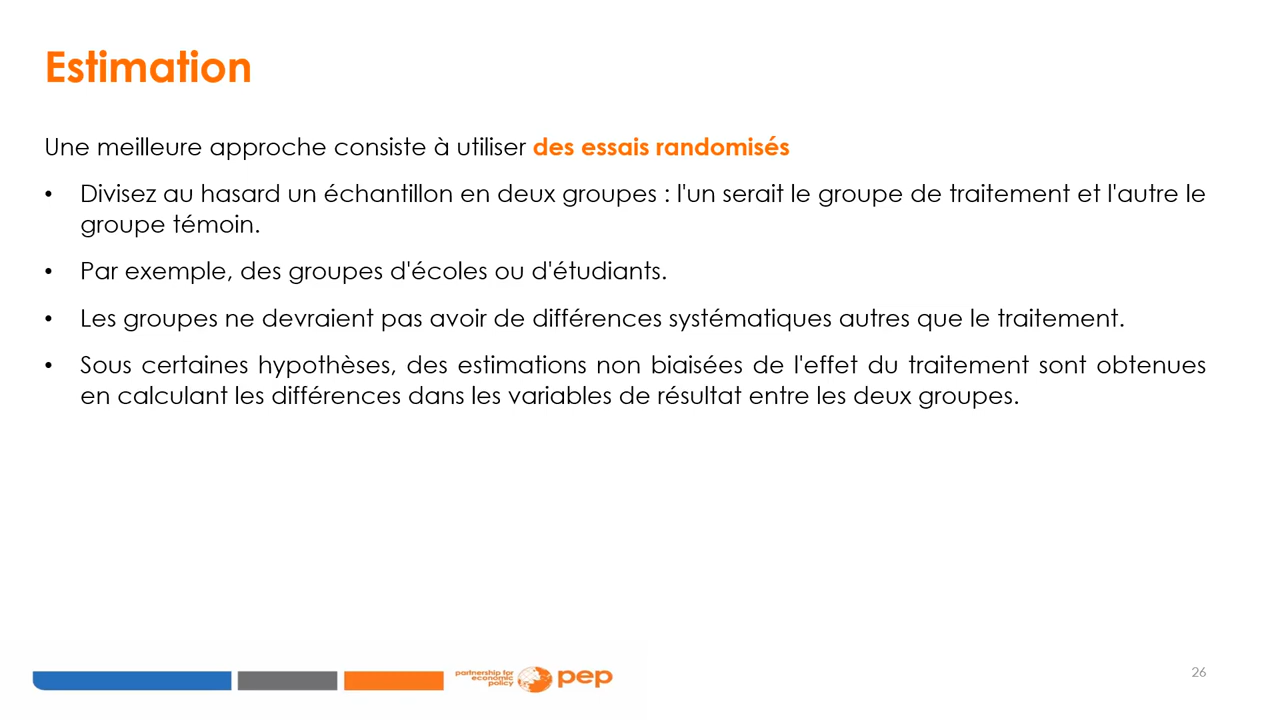 Estimation
Une meilleure approche consiste à utiliser des essais randomisés
• Divisez au hasard un échantillon en deux groupes : l'un serait le groupe de traitement et l'autre le
groupe témoin.
• Par exemple, des groupes d'écoles ou d'étudiants.
• Les groupes ne devraient pas avoir de différences systématiques autres que le traitement.
• Sous certaines hypothèses, des estimations non biaisées de l'effet du traitement sont obtenues
en calculant les différences dans les variables de résultat entre les deux groupes.
partnership for
economic
policy
pep
26